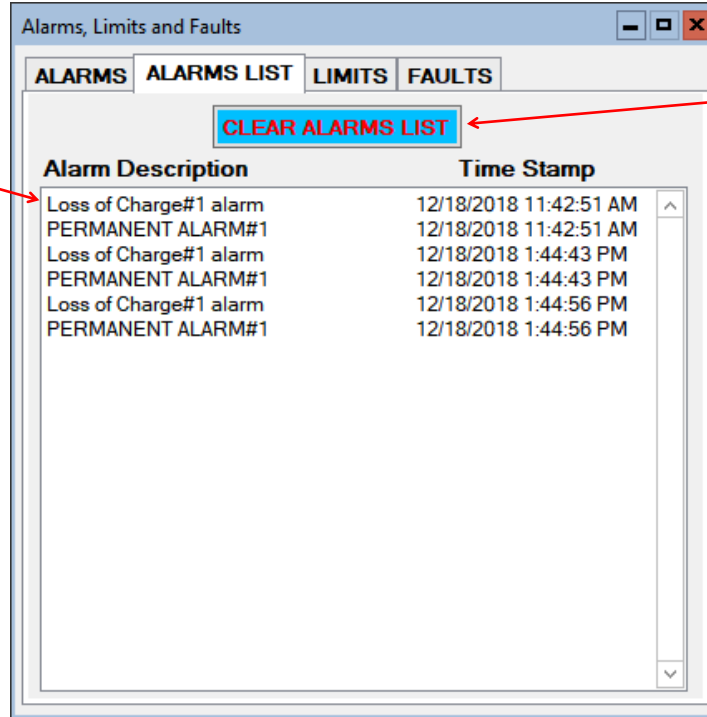 Alarms, Limits and Faults
ALARMS ALARMS LIST LIMITS FAULTS
CLEAR ALARMS LIST
Alarm Description Time Stamp
Loss of Charge#1 alarm 12/18/2018 11:42:51 AM
PERMANENT ALARM#1 12/18/2018 11:42:51 AM
Loss of Charge#1 alarm 12/18/2018 1:44:43 PM
PERMANENT ALARM#1 12/18/2018 1:44:43 PM
Loss of Charge#1 alarm 12/18/2018 1:44:56 PM
PERMANENT ALARM#1 12/18/2018 1:44:56 PM